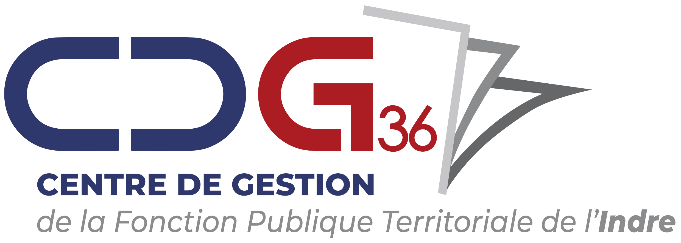 CDG36
CENTRE DE GESTION
de la Fonction Publique Territoriale de l'Indre